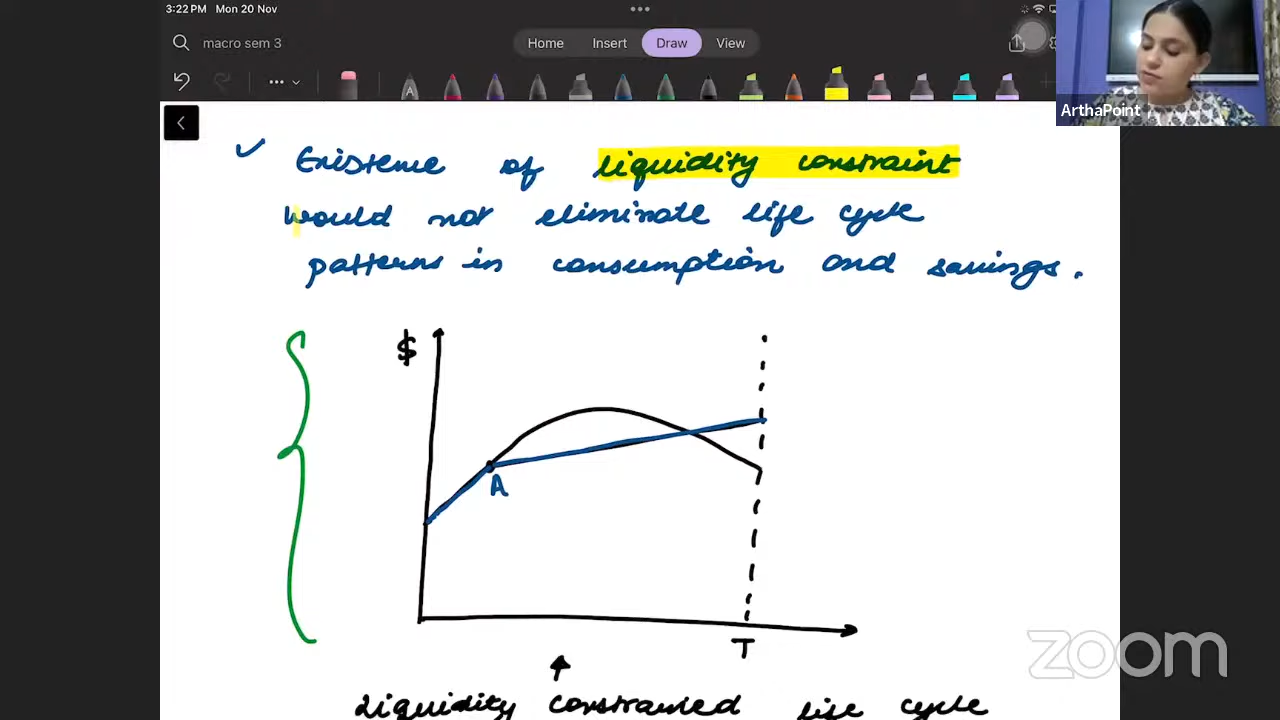 3:22 PM Mon 20 Nov
macro sem 3
Home Insert Draw View
A
ArthaPoint
Existence of liquidity constraint
would not eliminate life cycle
patterns in consumption and savings.
$
A
T
zoom
Liquidity constrained life cycle